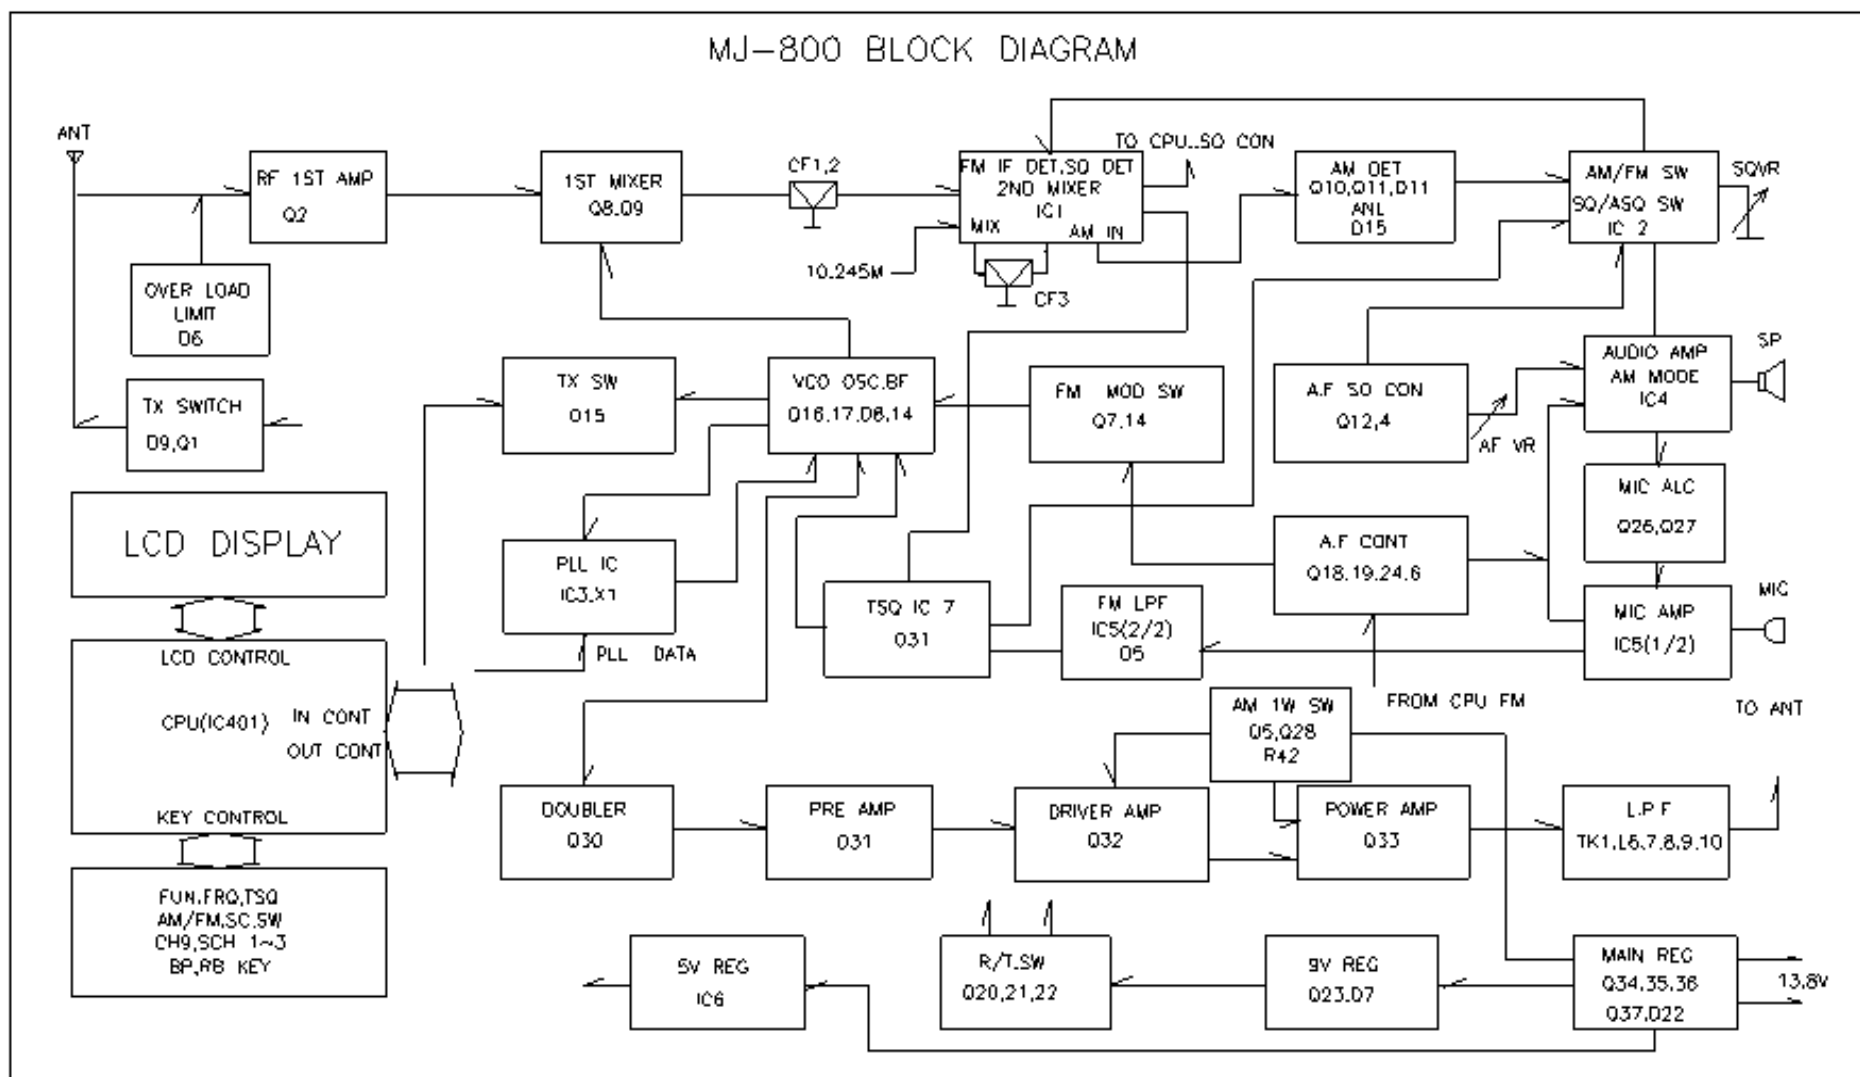 MJ-800 BLOCK DIAGRAM
ANT
RF 1ST AMP
Q2
1ST MIXER
Q8.Q9
CF1,2
FM IF DET,SQ DET
2ND MIXER
IC1
MIX
AM IN
TO CPU..SQ CON
AM DET
Q10,Q11,D11
ANL
D15
AM/FM SW
SQ/ASQ SW
IC 2
SQVR
10.245M
CF3
OVER LOAD
LIMIT
D6
TX SWITCH
D9,Q1
TX SW
Q15
VCO OSC.BF
Q16.17.D8,14
FM MOD SW
Q7,14
A.F SQ CON
Q12,4
AF VR
AUDIO AMP
AM MODE
IC4
SP
MIC ALC
Q26,Q27
LCD DISPLAY
PLL IC
IC3.X1
PLL DATA
TSQ IC 7
Q31
FM LPF
IC5(2/2)
Q5
A.F CONT
Q18.19.24.6
MIC AMP
IC5(1/2)
MIC
LCD CONTROL
CPU(IC401)
IN CONT
OUT CONT
KEY CONTROL
FROM CPU FM
AM 1W SW
Q5,Q28
R42
TO ANT
DOUBLER
Q30
PRE AMP
Q31
DRIVER AMP
Q32
POWER AMP
Q33
L.P.F
TK1,L6.7.8.9.10
FUN.FRQ,TSQ
AM/FM.SC.SW
CH9,SCH 1~3
BP,RB KEY
5V REG
IC6
R/T.SW
Q20,21,22
9V REG
Q23.D7
MAIN REG
Q34.35.36
Q37.D22
13.8V